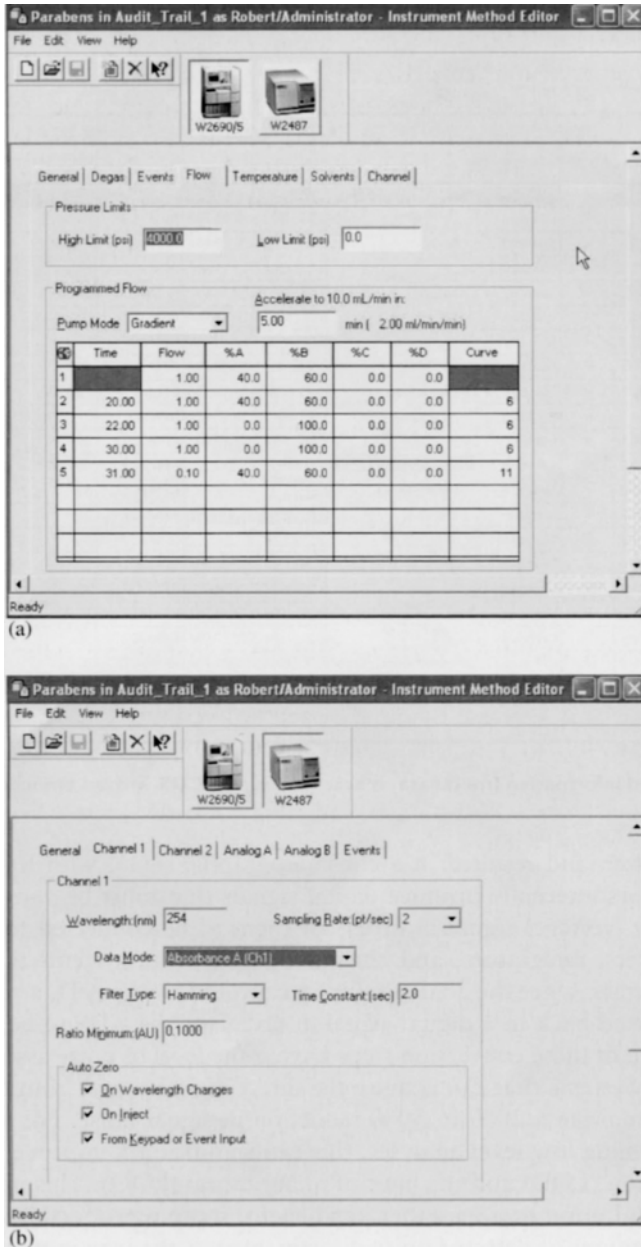 Parabens in Audit_Trail_1 as Robert/Administrator - Instrument Method Editor
File Edit View Help
W2690/5 W2487
General Degas Events Flow Temperature Solvents Channel
Pressure Limits
High Limit (psi) 4000.0 Low Limit (psi) 0.0
Programmed Flow
Accelerate to 10.0 mL/min in:
Pump Mode Gradient 5.00 min ( 2.00 ml/min/min)
Time Flow %A %B %C %D Curve
1 1.00 40.0 60.0 0.0 0.0
2 20.00 1.00 40.0 60.0 0.0 0.0 6
3 22.00 1.00 0.0 100.0 0.0 0.0 6
4 30.00 1.00 0.0 100.0 0.0 0.0 6
5 31.00 0.10 40.0 60.0 0.0 0.0 11
Ready
(a)
Parabens in Audit_Trail_1 as Robert/Administrator - Instrument Method Editor
File Edit View Help
W2690/5 W2487
General Channel 1 Channel 2 Analog A Analog B Events
Channel 1
Wavelength:(nm) 254 Sampling Rate:(pt/sec) 2
Data Mode: Absorbance A (Ch1)
Filter Type: Hamming Time Constant:(sec) 2.0
Ratio Minimum:(AU) 0.1000
Auto Zero
On Wavelength Changes
On Inject
From Keypad or Event Input
Ready
(b)